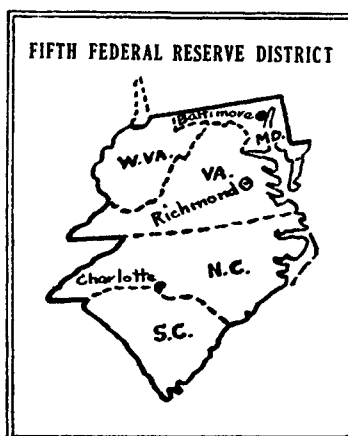 FIFTH FEDERAL RESERVE DISTRICT
Baltimore
MD.
W.VA.
VA.
Richmond
Charlotte
N.C.
S.C.